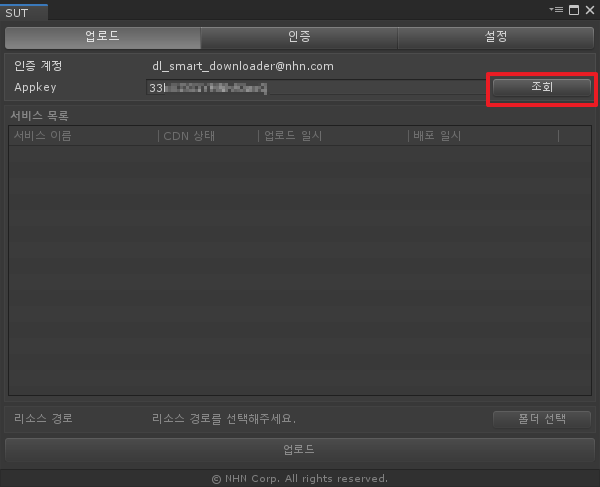 SUT
업로드 인증 설정
인증 계정 dl_smart_downloader@nhn.com
Appkey 조회
서비스 목록
서비스 이름 CDN 상태 업로드 일시 배포 일시
리소스 경로 리소스 경로를 선택해주세요. 폴더 선택
업로드
© NHN Corp. All rights reserved.